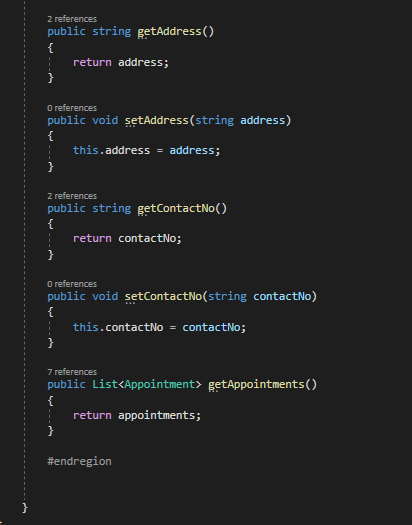 2 references
public string getAddress()
{
return address;
}
0 references
public void setAddress(string address)
{
this.address = address;
}
2 references
public string getContactNo()
{
return contactNo;
}
0 references
public void setContactNo(string contactNo)
{
this.contactNo = contactNo;
}
7 references
public List<Appointment> getAppointments()
{
return appointments;
}
#endregion
}